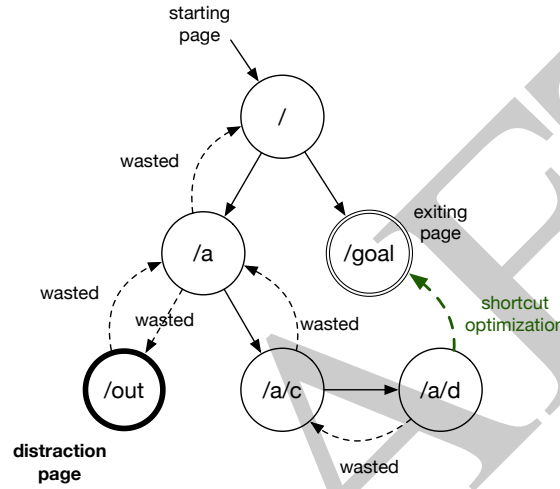 starting
page
/
wasted
exiting
page
/a
/goal
wasted
wasted
wasted
shortcut
optimization
/out
/a/c
/a/d
distraction
page
wasted